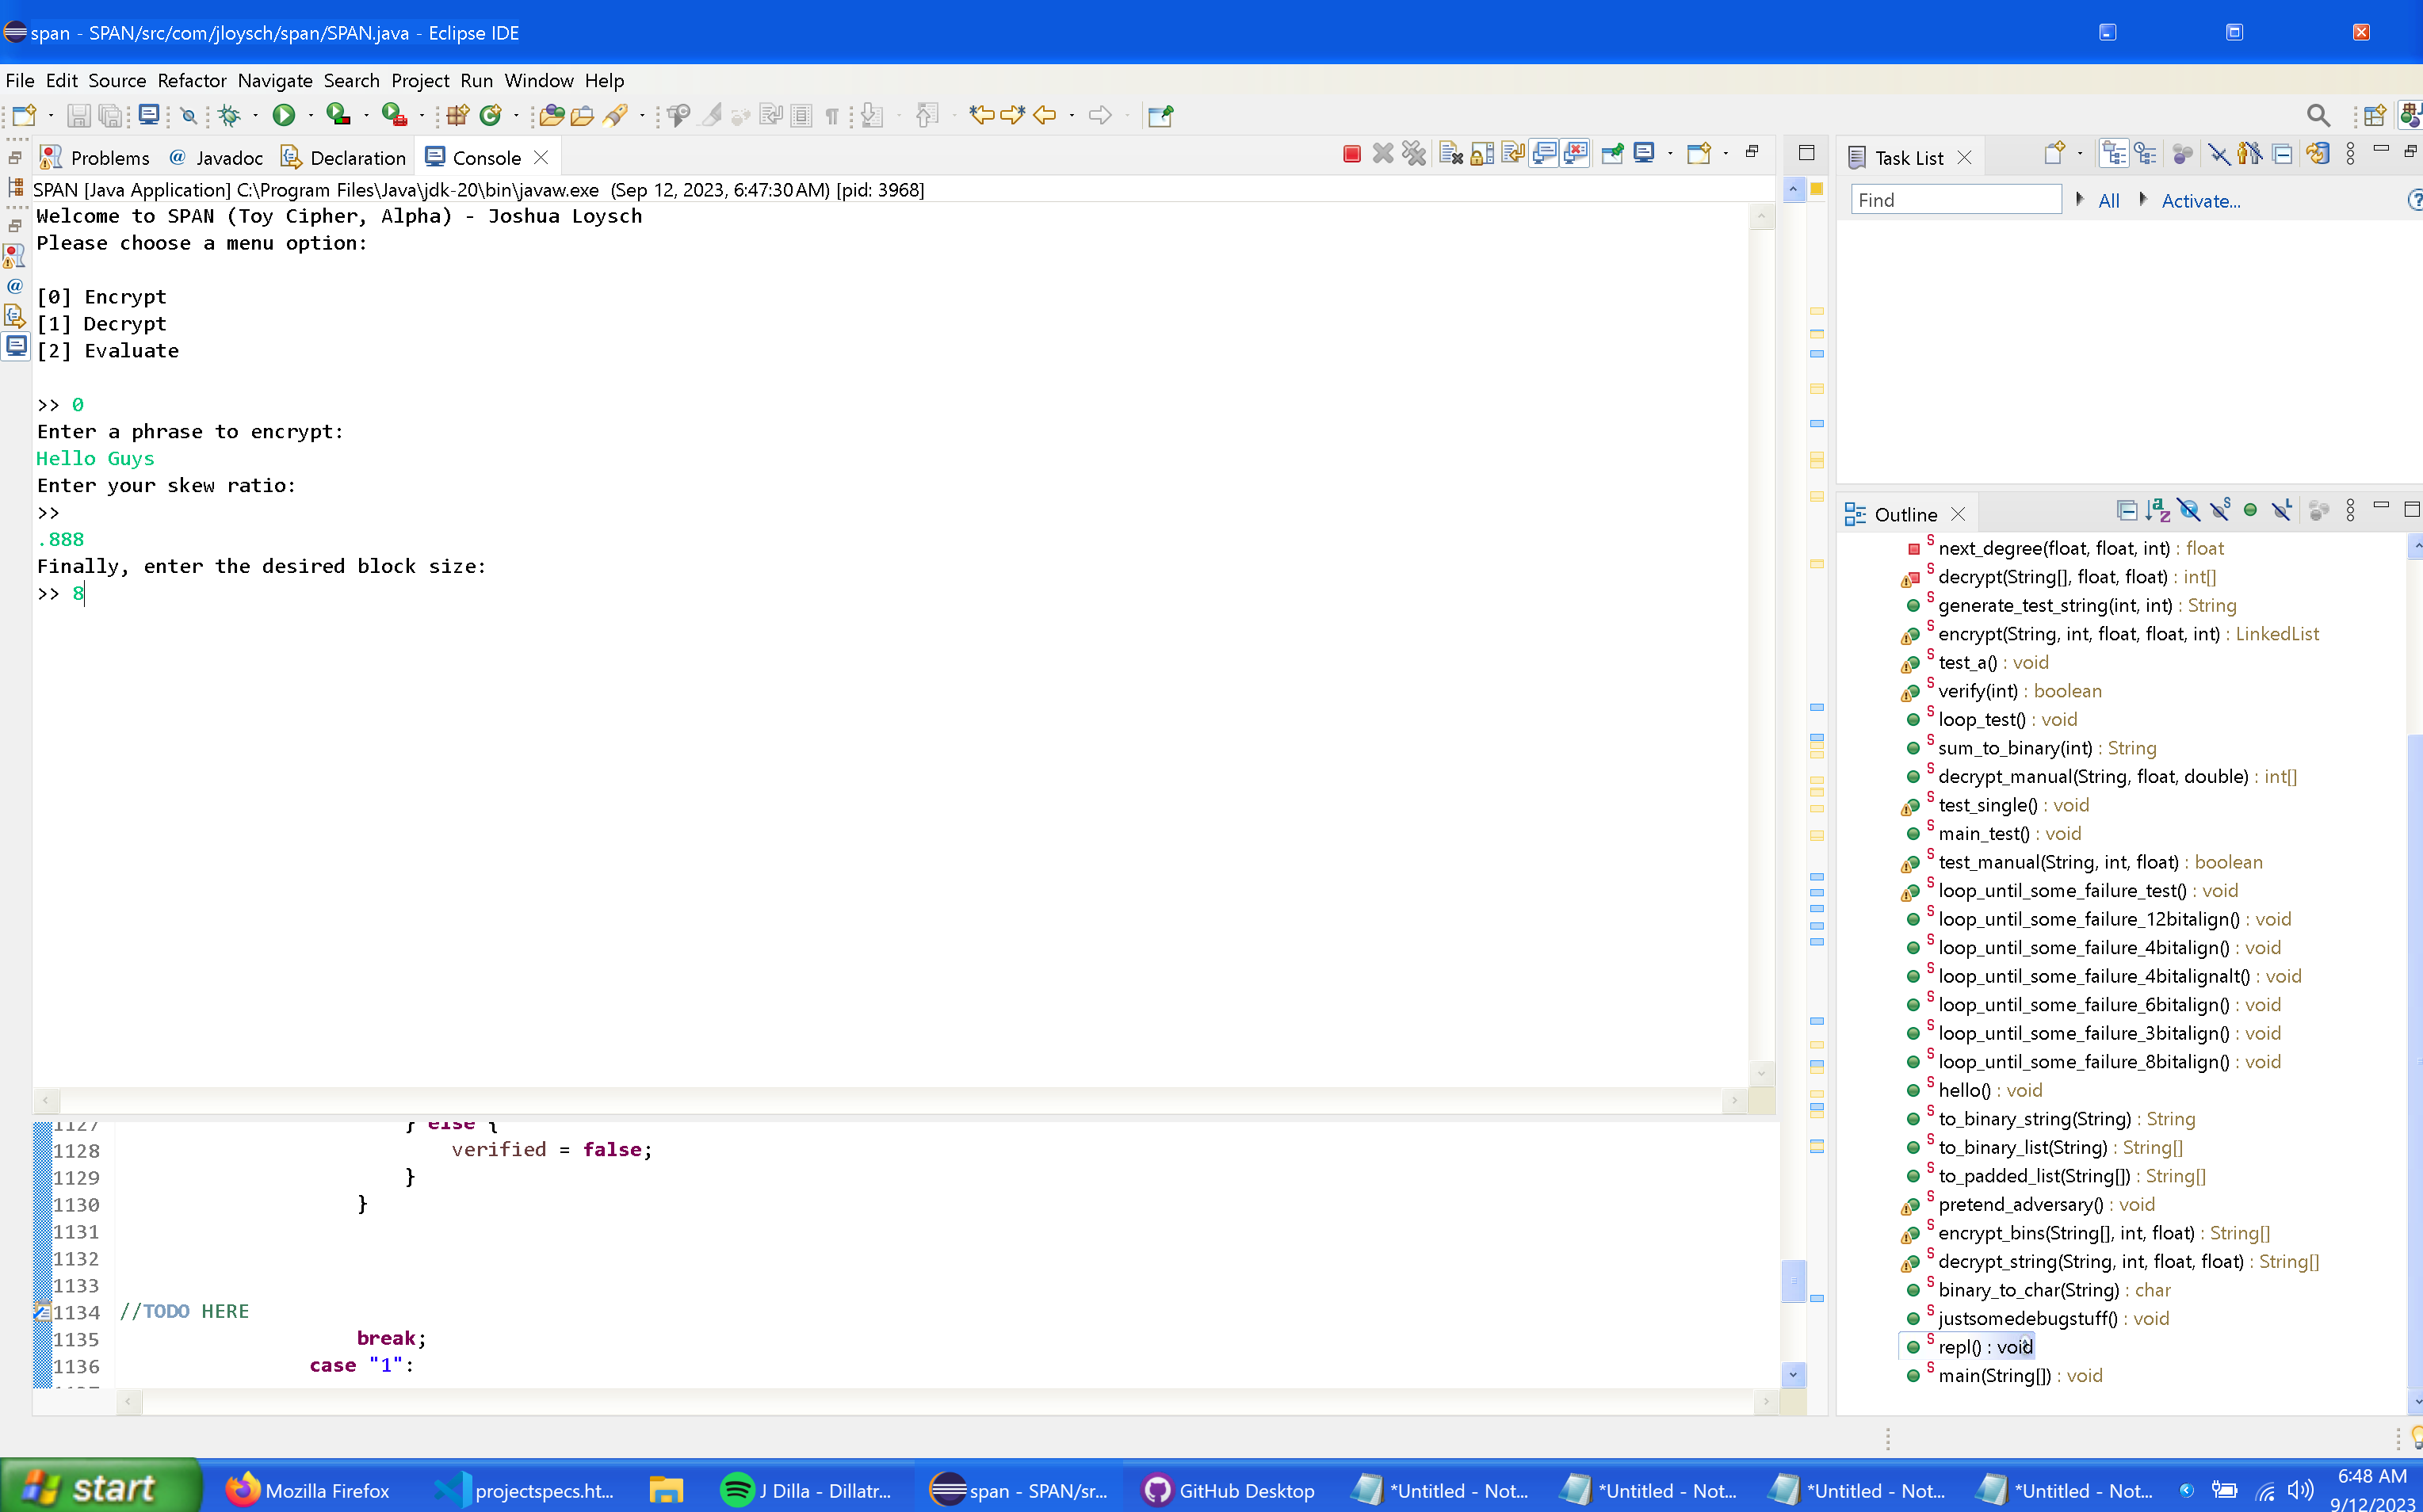 span - SPAN/src/com/jloysch/span/SPAN.java - Eclipse IDE
File Edit Source Refactor Navigate Search Project Run Window Help
Problems @ Javadoc Declaration Console
SPAN [Java Application] C:\Program Files\Java\jdk-20\bin\javaw.exe (Sep 12, 2023, 6:47:30 AM) [pid: 3968]
Welcome to SPAN (Toy Cipher, Alpha) - Joshua Loysch
Please choose a menu option:
[0] Encrypt
[1] Decrypt
[2] Evaluate
>> 0
Enter a phrase to encrypt:
Hello Guys
Enter your skew ratio:
>>
.888
Finally, enter the desired block size:
>> 8
1127 } else {
1128 verified = false;
1129 }
1130 }
1131
1132
1133
1134 //TODO HERE
1135 break;
1136 case "1":
Task List
Find
All
Activate...
Outline
next_degree(float, float, int) : float
decrypt(String[], float, float) : int[]
generate_test_string(int, int) : String
encrypt(String, int, float, float, int) : LinkedList
test_a() : void
verify(int) : boolean
loop_test() : void
sum_to_binary(int) : String
decrypt_manual(String, float, double) : int[]
test_single() : void
main_test() : void
test_manual(String, int, float) : boolean
loop_until_some_failure_test() : void
loop_until_some_failure_12bitalign() : void
loop_until_some_failure_4bitalign() : void
loop_until_some_failure_4bitalignalt() : void
loop_until_some_failure_6bitalign() : void
loop_until_some_failure_3bitalign() : void
loop_until_some_failure_8bitalign() : void
hello() : void
to_binary_string(String) : String
to_binary_list(String) : String[]
to_padded_list(String[]) : String[]
pretend_adversary() : void
encrypt_bins(String[], int, float) : String[]
decrypt_string(String, int, float, float) : String[]
binary_to_char(String) : char
justsomedebugstuff() : void
repl() : void
main(String[]) : void
start
Mozilla Firefox
projectspecs.ht...
J Dilla - Dillatr...
span - SPAN/sr...
GitHub Desktop
*Untitled - Not...
*Untitled - Not...
*Untitled - Not...
*Untitled - Not...
6:48 AM
9/12/2023